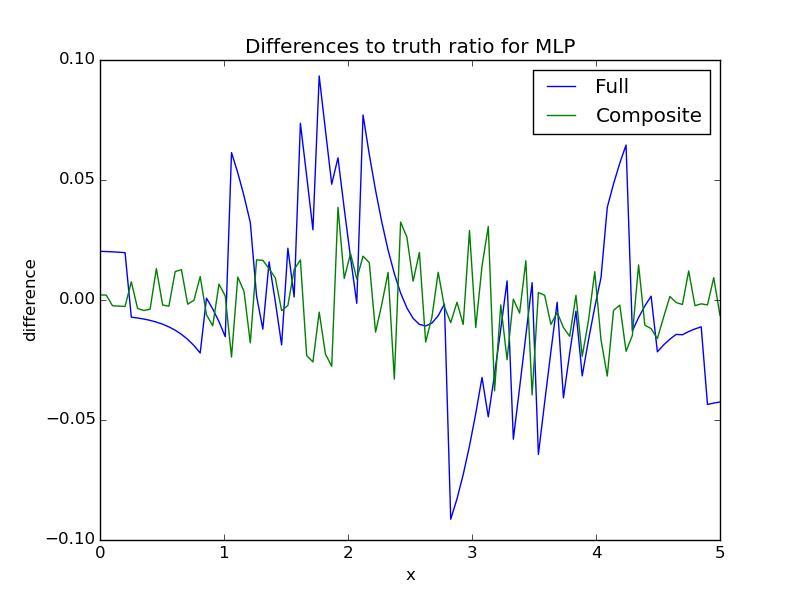 Differences to truth ratio for MLP
Full
Composite
0.10
0.05
0.00
−0.05
−0.10
difference
0 1 2 3 4 5
x